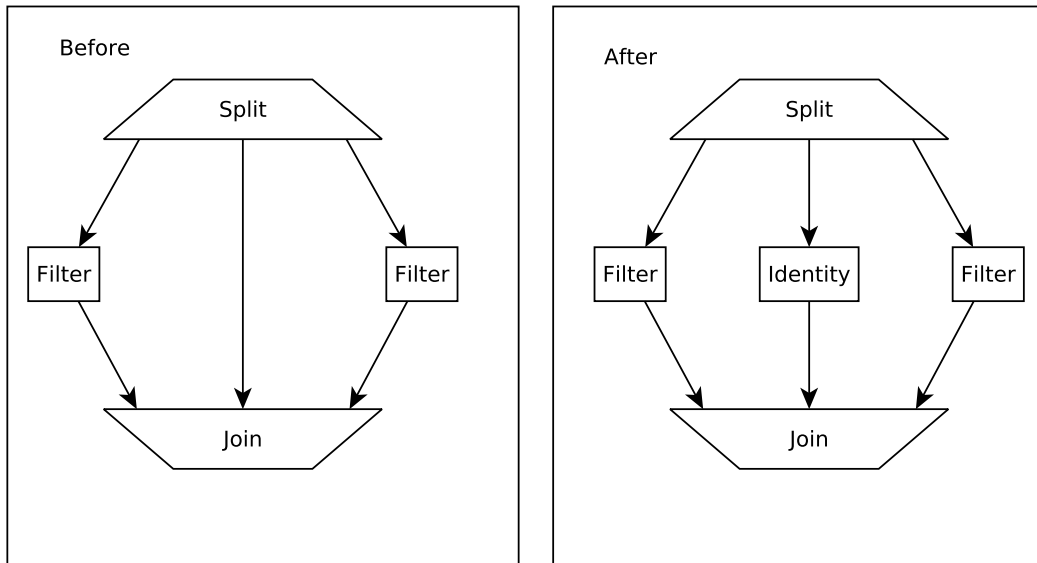 Before
Split
Filter
Filter
Join
After
Split
Filter
Identity
Filter
Join